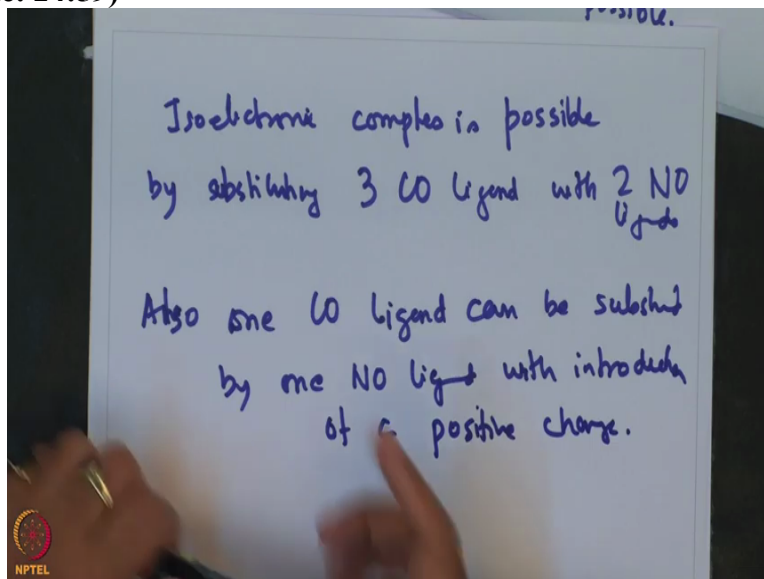 possible.
Isoelectronic complex is possible
by substituting 3 CO ligand with 2 NO
ligands
Also one CO ligand can be substitut
by one NO ligand with introduction
of a positive charge.
NPTEL